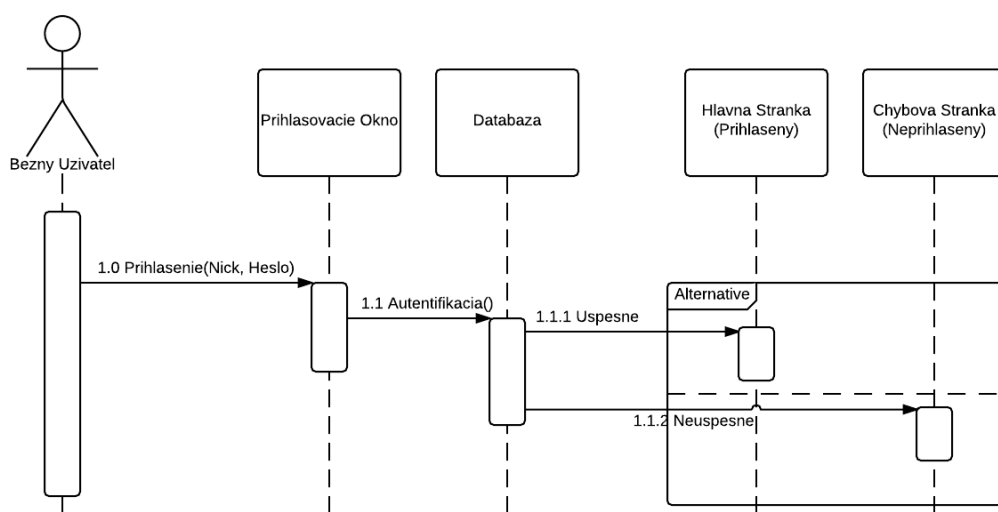 Bezny Uzivatel
Prihlasovacie Okno
Databaza
Hlavna Stranka
(Prihlaseny)
Chybova Stranka
(Neprihlaseny)
1.0 Prihlasenie(Nick, Heslo)
1.1 Autentifikacia()
1.1.1 Uspesne
Alternative
1.1.2 Neuspesne